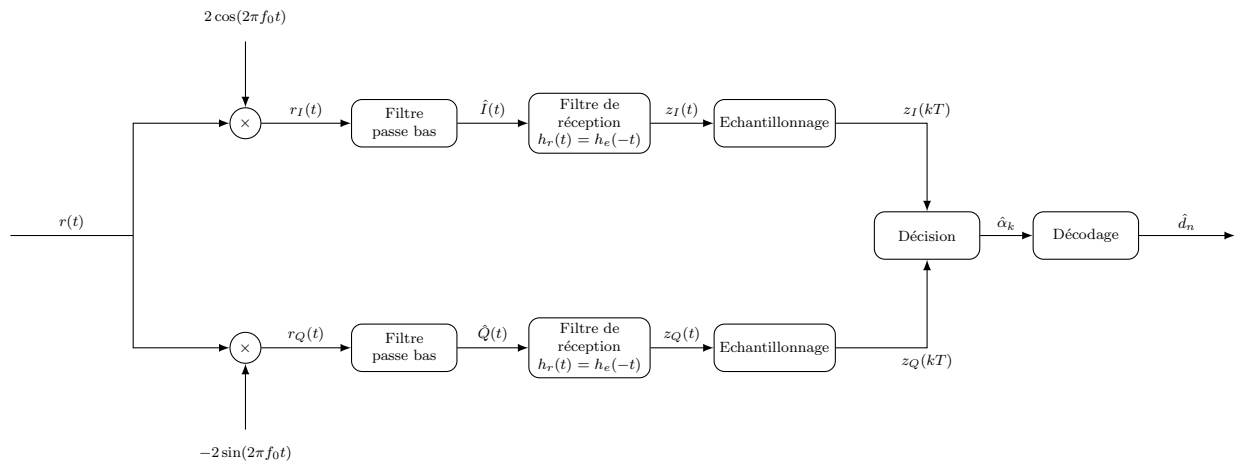 2 cos(2πf₀t)
×
r_I(t)
Filtre
passe bas
Î(t)
Filtre de
réception
h_r(t) = h_e(−t)
z_I(t)
Echantillonnage
z_I(kT)
r(t)
Décision
α̂_k
Décodage
d̂_n
×
r_Q(t)
Filtre
passe bas
Q̂(t)
Filtre de
réception
h_r(t) = h_e(−t)
z_Q(t)
Echantillonnage
z_Q(kT)
−2 sin(2πf₀t)